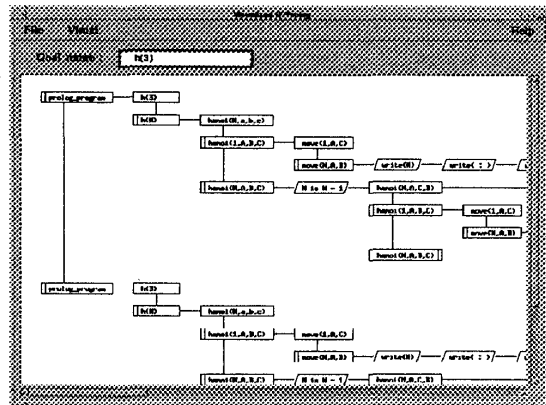 File Visual Help
Goal name : h(3)
prolog_program h(3)
h(N) hanoi(N,a,b,c)
hanoi(1,A,B,C) move(1,A,C)
move(N,A,B) write(N) write( : )
hanoi(N,A,B,C) N is N - 1 hanoi(M,A,C,B)
hanoi(1,A,B,C) move(1,A,C)
move(N,A,B)
hanoi(N,A,B,C)
prolog_program h(3)
h(N) hanoi(N,a,b,c)
hanoi(1,A,B,C) move(1,A,C)
move(N,A,B) write(N) write( : )
hanoi(N,A,B,C) N is N - 1 hanoi(M,A,C,B)